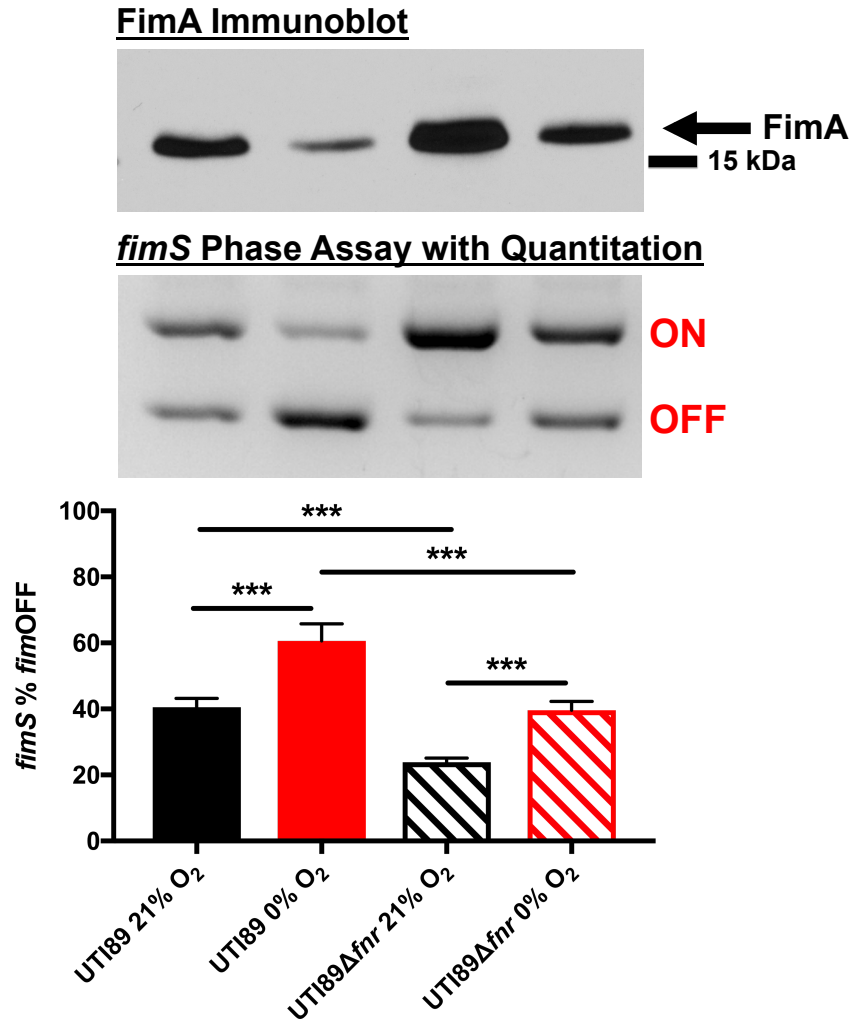 FimA Immunoblot
FimA
15 kDa
fimS Phase Assay with Quantitation
ON
OFF
fimS % fimOFF
100
80
60
40
20
0
***
***
***
***
UTI89 21% O₂
UTI89 0% O₂
UTI89Δfnr 21% O₂
UTI89Δfnr 0% O₂